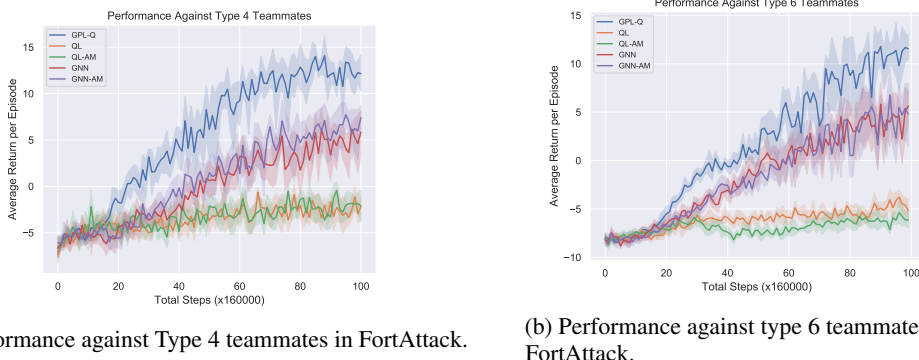 Performance Against Type 4 Teammates
15
10
5
0
−5
Average Return per Episode
GPL-Q
QL
QL-AM
GNN
GNN-AM
0 20 40 60 80 100
Total Steps (x160000)
Performance Against Type 6 Teammates
15
10
5
0
−5
−10
Average Return per Episode
GPL-Q
QL
QL-AM
GNN
GNN-AM
0 20 40 60 80 100
Total Steps (x160000)
ormance against Type 4 teammates in FortAttack.
(b) Performance against type 6 teammate
FortAttack.